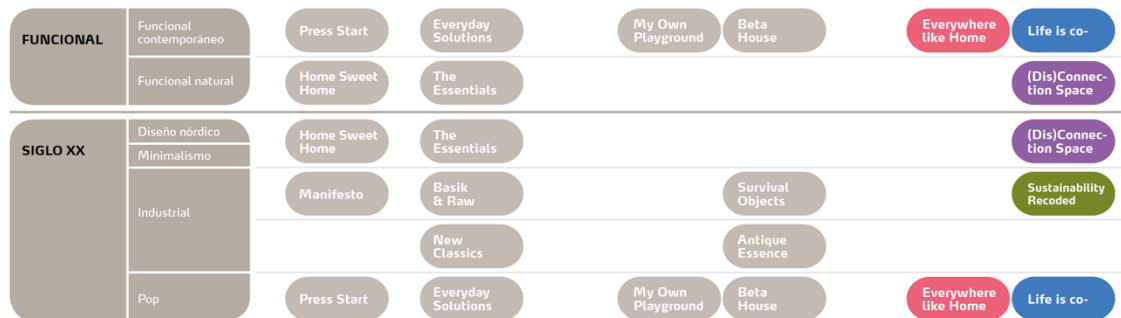 FUNCIONAL
Funcional
contemporáneo
Press Start
Everyday
Solutions
My Own
Playground
Beta
House
Everywhere
like Home
Life is co-
Funcional natural
Home Sweet
Home
The
Essentials
(Dis)Connec-
tion Space
SIGLO XX
Diseño nórdico
Minimalismo
Home Sweet
Home
The
Essentials
(Dis)Connec-
tion Space
Industrial
Manifesto
Basik
& Raw
Survival
Objects
Sustainability
Recoded
New
Classics
Antique
Essence
Pop
Press Start
Everyday
Solutions
My Own
Playground
Beta
House
Everywhere
like Home
Life is co-